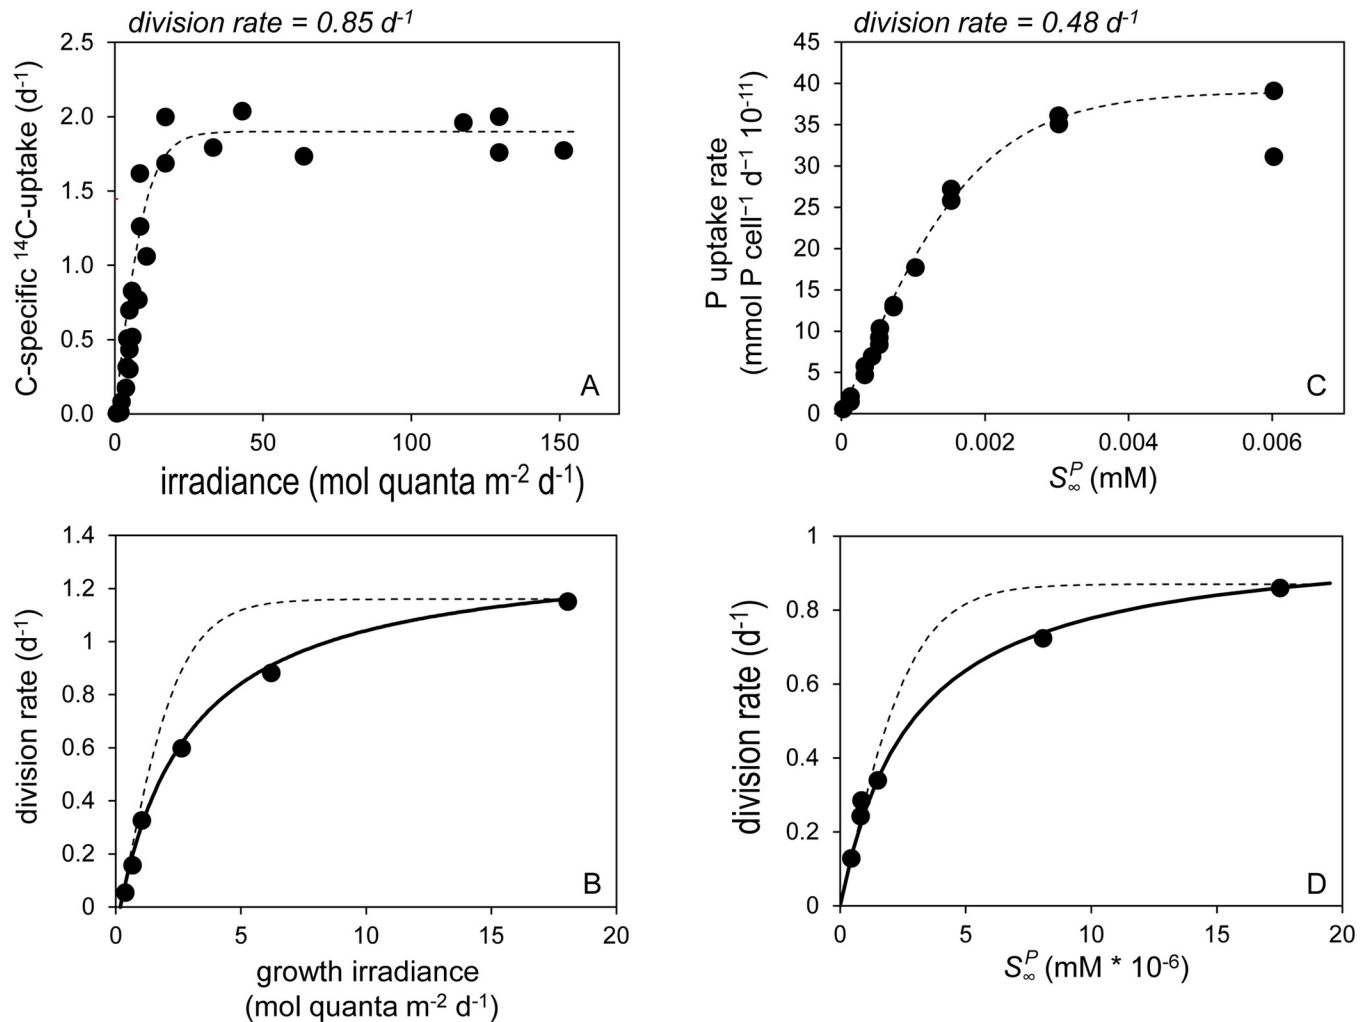 division rate = 0.85 d⁻¹
2.5
2.0
1.5
1.0
0.5
0.0
C-specific ¹⁴C-uptake (d⁻¹)
A
0 50 100 150
irradiance (mol quanta m⁻² d⁻¹)
division rate = 0.48 d⁻¹
45
40
35
30
25
20
15
10
5
0
P uptake rate
(mmol P cell⁻¹ d⁻¹ 10⁻¹¹)
C
0 0.002 0.004 0.006
S∞ᴾ (mM)
1.4
1.2
1
0.8
0.6
0.4
0.2
0
division rate (d⁻¹)
B
0 5 10 15 20
growth irradiance
(mol quanta m⁻² d⁻¹)
1
0.8
0.6
0.4
0.2
0
division rate (d⁻¹)
D
0 5 10 15 20
S∞ᴾ (mM * 10⁻⁶)